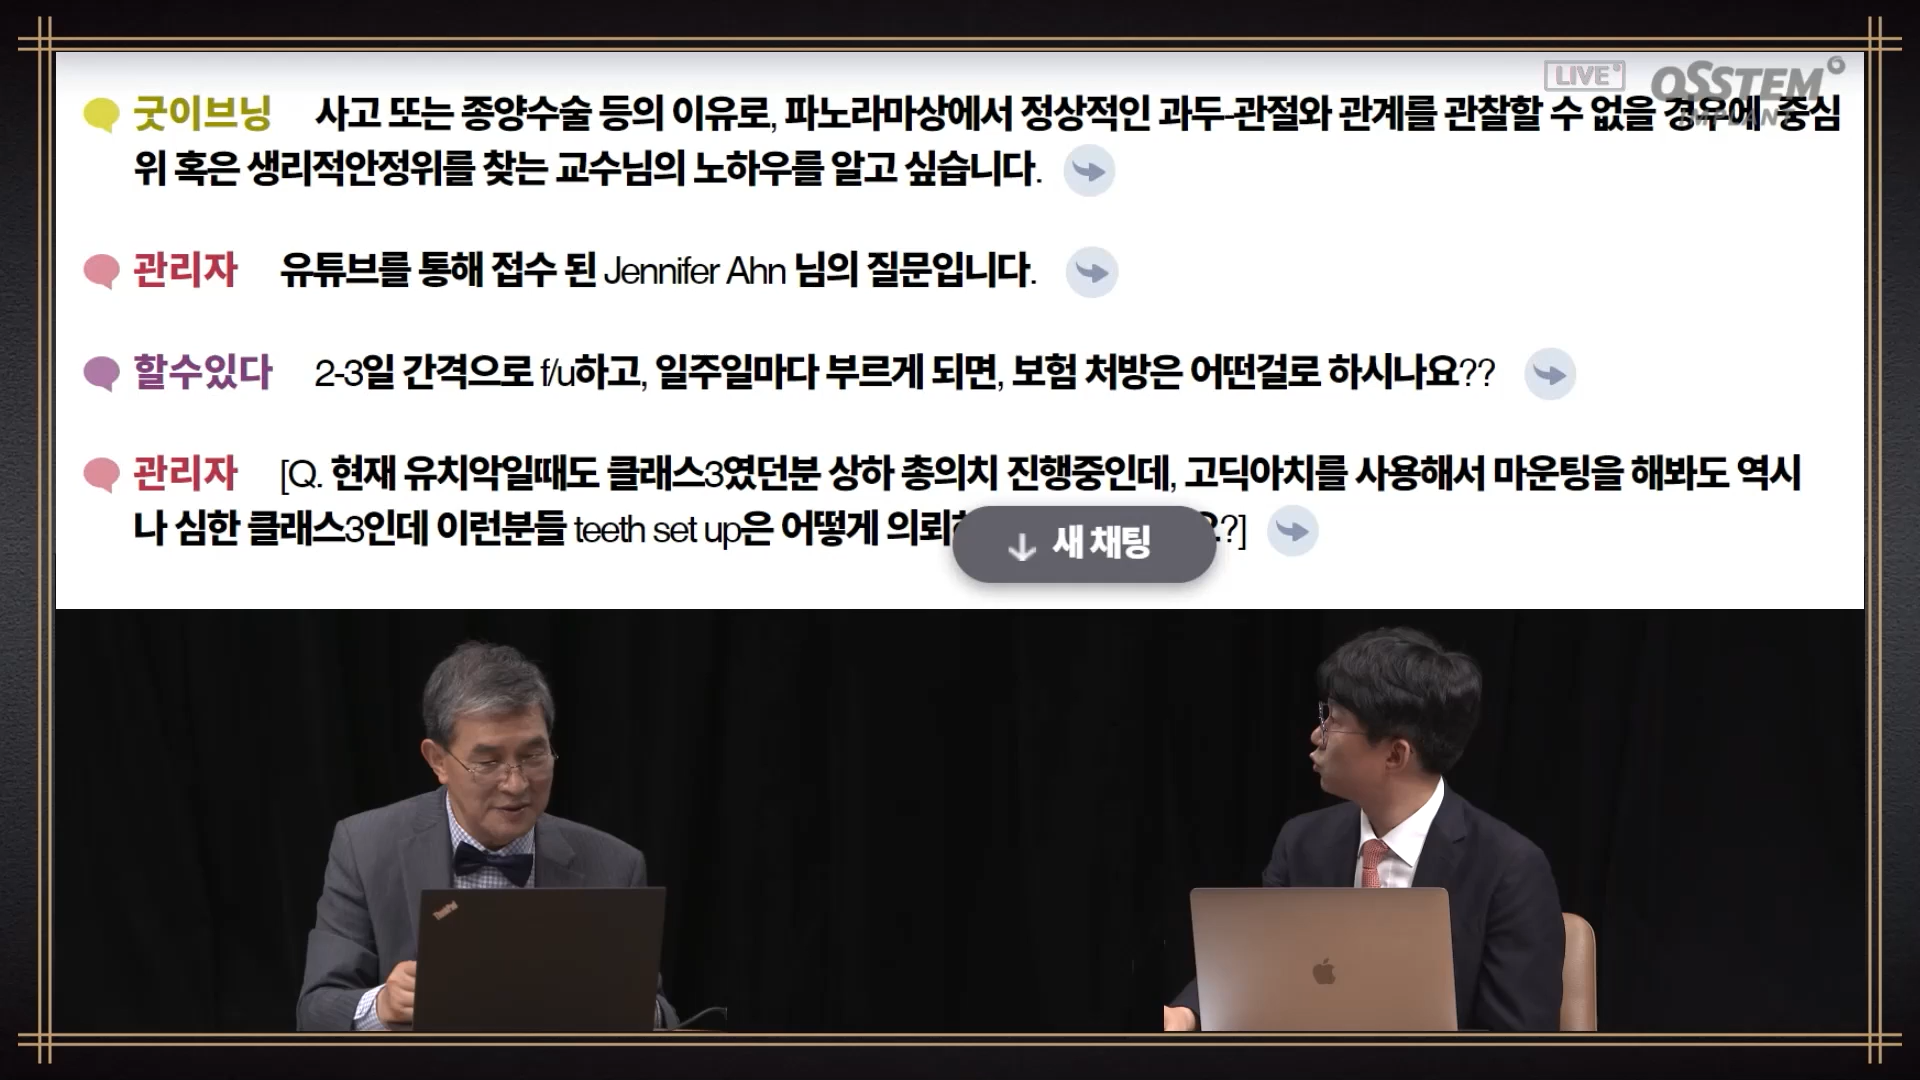 LIVE
OSSTEM
IMPLANT
굿이브닝 사고 또는 종양수술 등의 이유로, 파노라마상에서 정상적인 과두-관절와 관계를 관찰할 수 없을 경우에 중심
위 혹은 생리적안정위를 찾는 교수님의 노하우를 알고 싶습니다.
관리자 유튜브를 통해 접수 된 Jennifer Ahn 님의 질문입니다.
할수있다 2-3일 간격으로 f/u하고, 일주일마다 부르게 되면, 보험 처방은 어떤걸로 하시나요??
관리자 [Q. 현재 유치악일때도 클래스3였던분 상하 총의치 진행중인데, 고딕아치를 사용해서 마운팅을 해봐도 역시
나 심한 클래스3인데 이런분들 teeth set up은 어떻게 ?]
↓ 새 채팅
ThinkPad